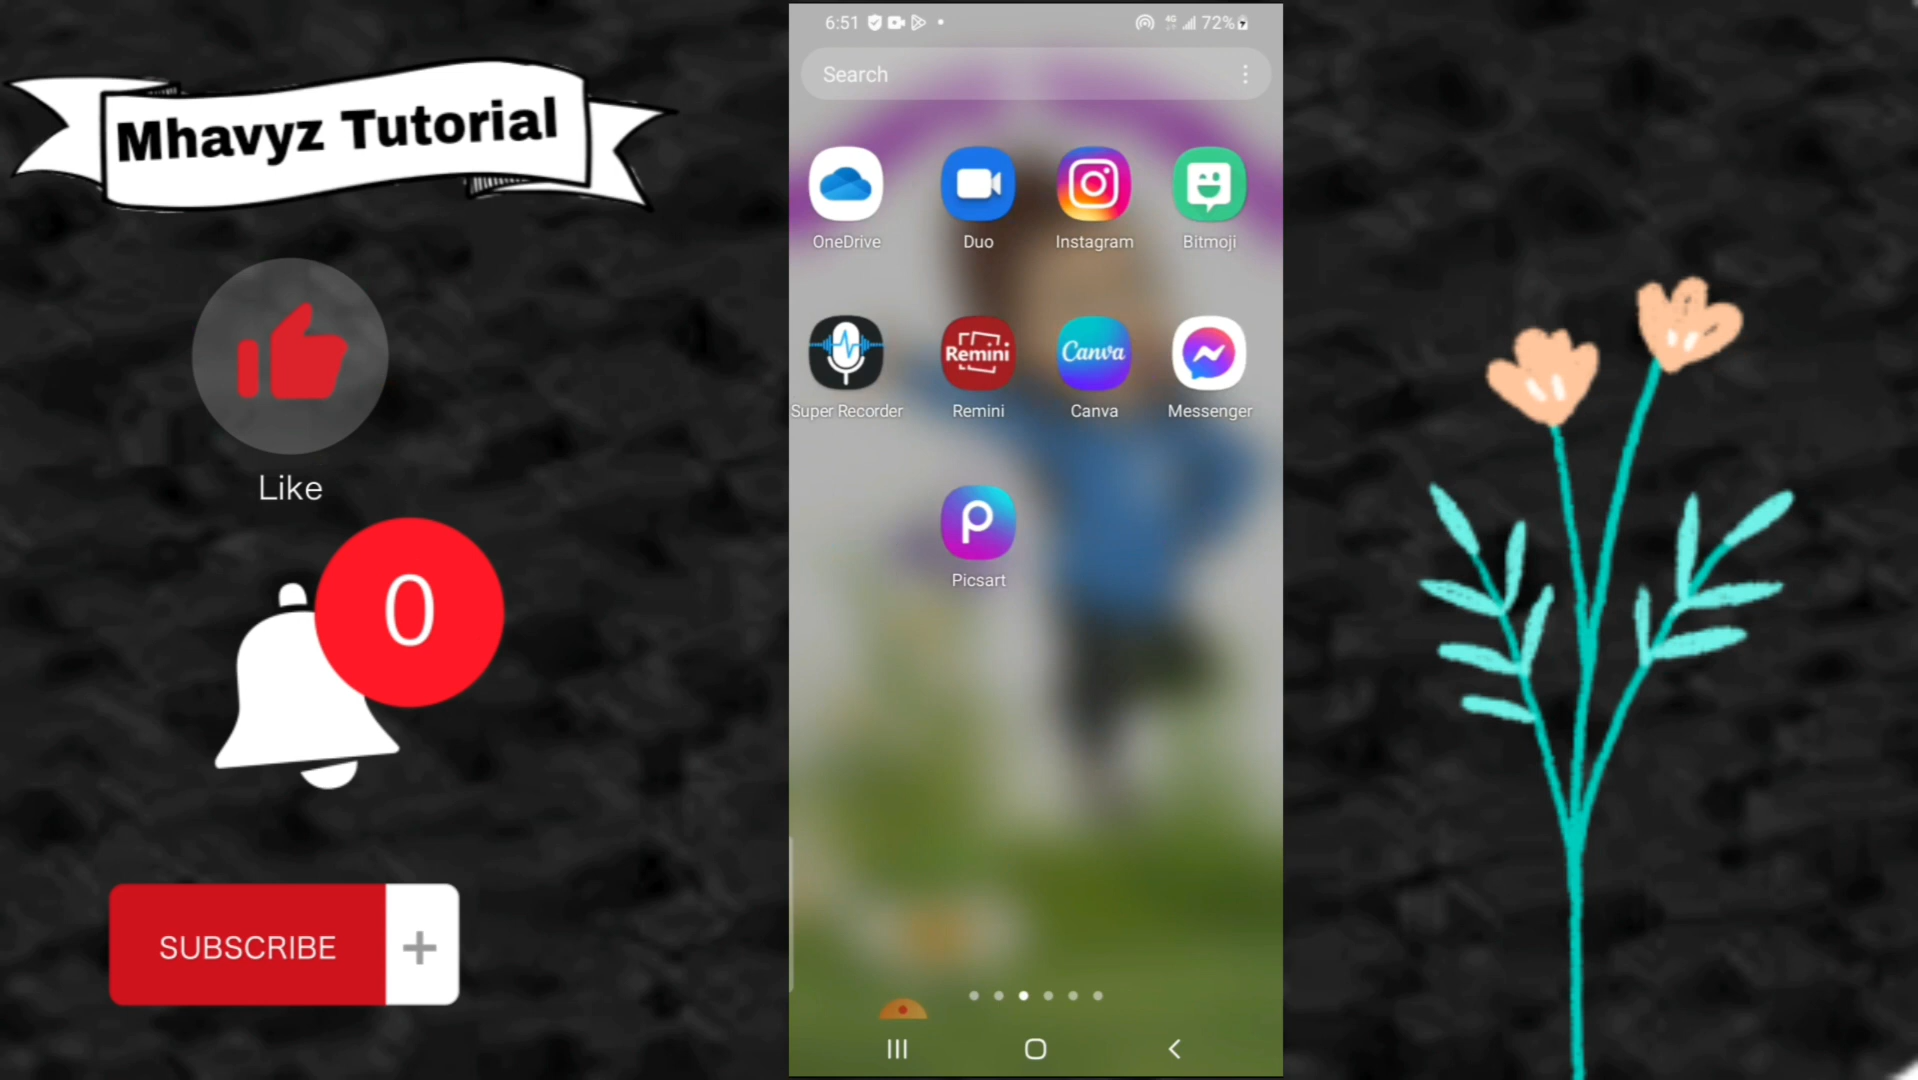 Mhavyz Tutorial
Like
0
SUBSCRIBE
6:51
4G
72%
Search
OneDrive
Duo
Instagram
Bitmoji
Remini
Canva
Super Recorder
Remini
Canva
Messenger
Picsart